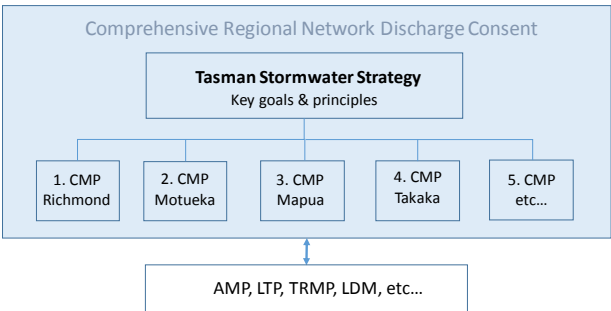 Comprehensive Regional Network Discharge Consent
Tasman Stormwater Strategy
Key goals & principles
1. CMP
Richmond
2. CMP
Motueka
3. CMP
Mapua
4. CMP
Takaka
5. CMP
etc...
AMP, LTP, TRMP, LDM, etc...